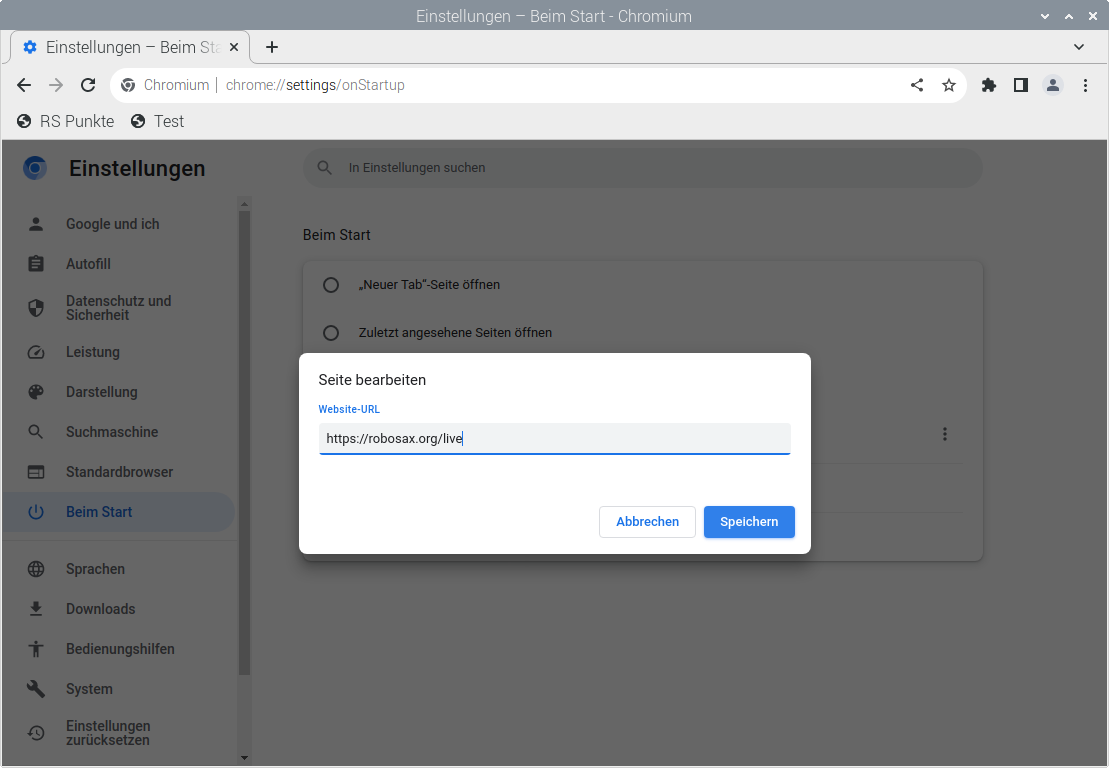 Einstellungen – Beim Start - Chromium
Einstellungen – Beim Sta
Chromium | chrome://settings/onStartup
RS Punkte Test
Einstellungen
In Einstellungen suchen
Google und ich
Autofill
Datenschutz und
Sicherheit
Leistung
Darstellung
Suchmaschine
Standardbrowser
Beim Start
Sprachen
Downloads
Bedienungshilfen
System
Einstellungen
zurücksetzen
Beim Start
„Neuer Tab“-Seite öffnen
Zuletzt angesehene Seiten öffnen
Seite bearbeiten
Website-URL
https://robosax.org/live
Abbrechen Speichern